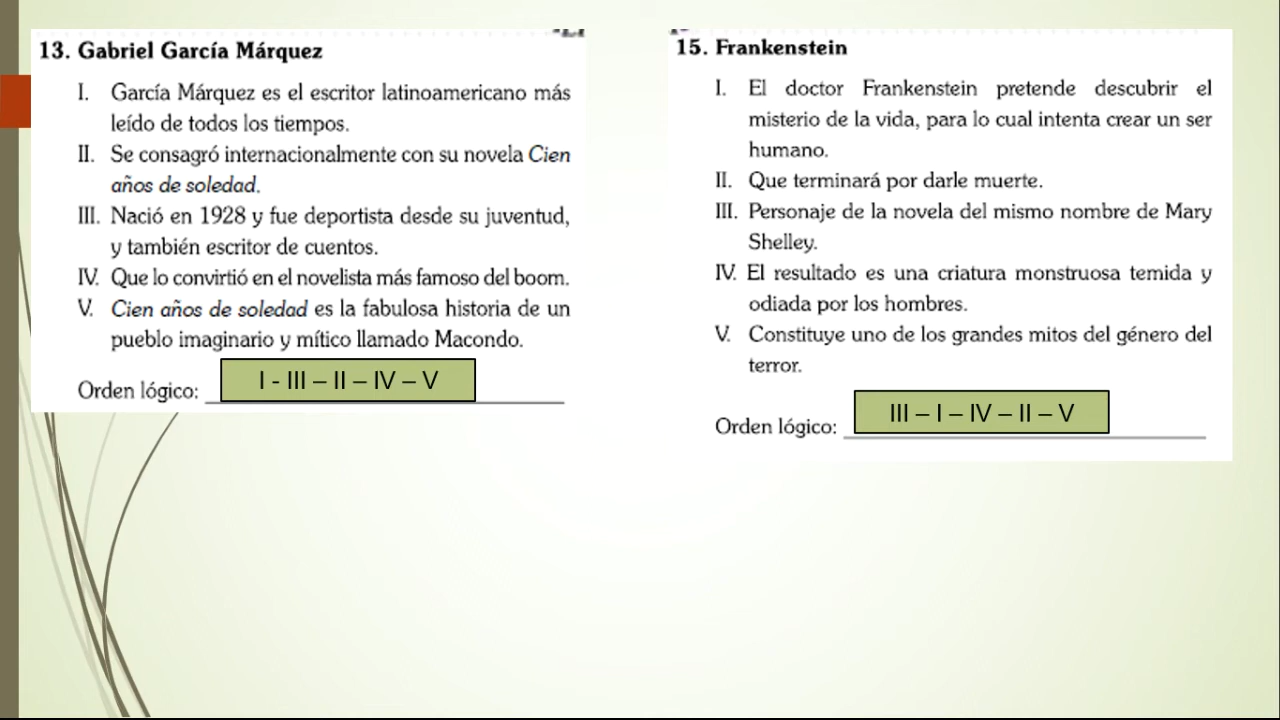 13. Gabriel García Márquez
I. García Márquez es el escritor latinoamericano más
leído de todos los tiempos.
II. Se consagró internacionalmente con su novela Cien
años de soledad.
III. Nació en 1928 y fue deportista desde su juventud,
y también escritor de cuentos.
IV. Que lo convirtió en el novelista más famoso del boom.
V. Cien años de soledad es la fabulosa historia de un
pueblo imaginario y mítico llamado Macondo.
Orden lógico: I - III – II – IV – V
15. Frankenstein
I. El doctor Frankenstein pretende descubrir el
misterio de la vida, para lo cual intenta crear un ser
humano.
II. Que terminará por darle muerte.
III. Personaje de la novela del mismo nombre de Mary
Shelley.
IV. El resultado es una criatura monstruosa temida y
odiada por los hombres.
V. Constituye uno de los grandes mitos del género del
terror.
Orden lógico: III – I – IV – II – V